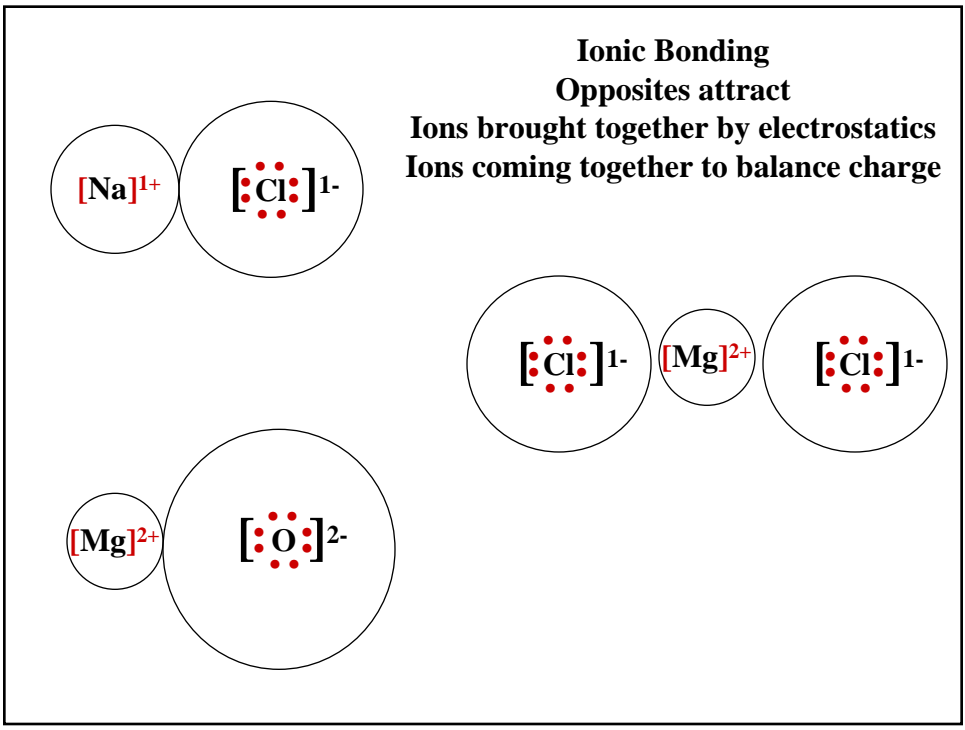 Ionic Bonding
Opposites attract
Ions brought together by electrostatics
Ions coming together to balance charge
[Na]1+ [Cl]1-
[Cl]1- [Mg]2+ [Cl]1-
[Mg]2+ [O]2-